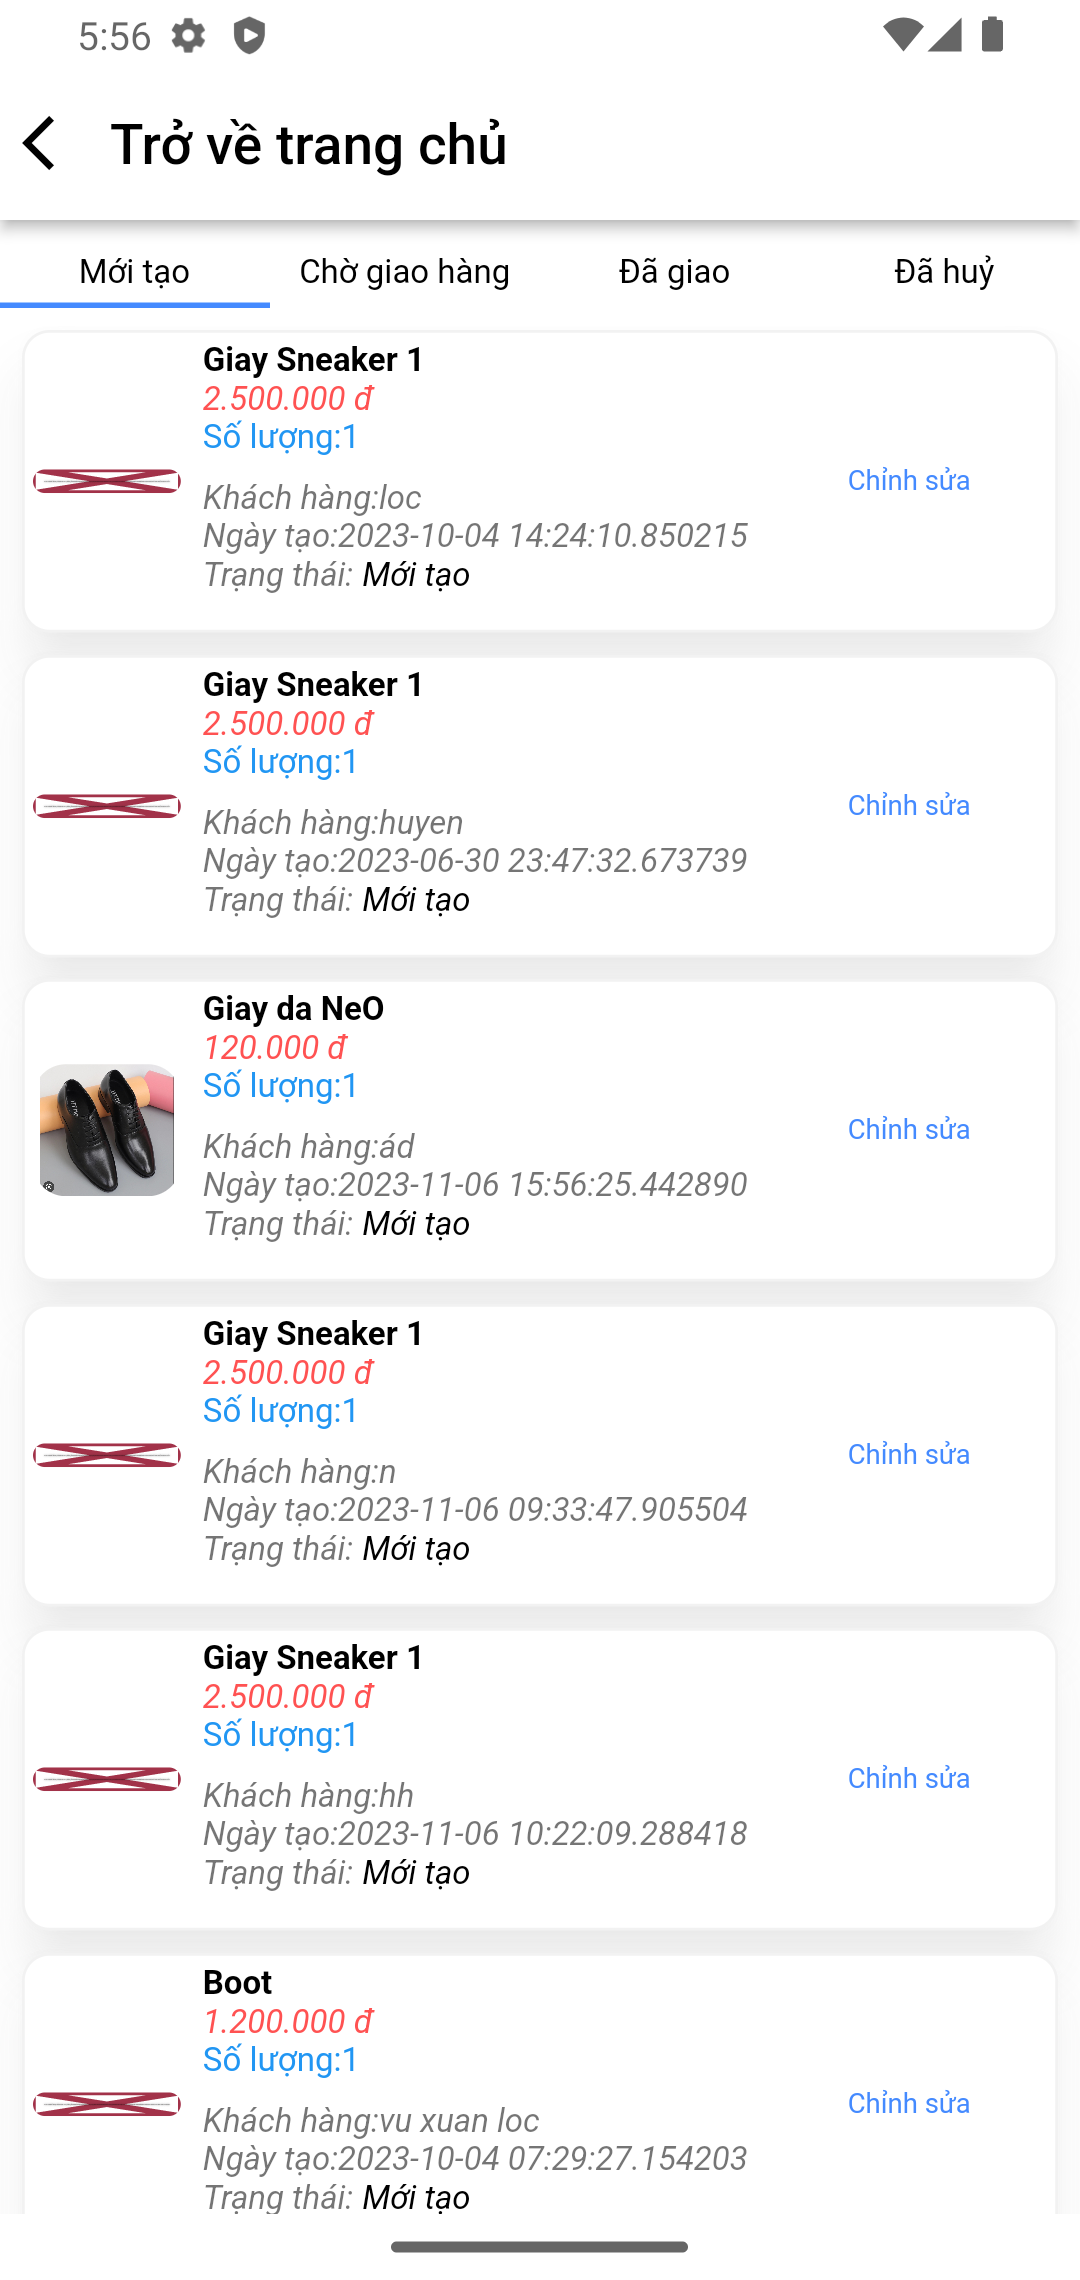 5:56
Trở về trang chủ
Mới tạo
Chờ giao hàng
Đã giao
Đã huỷ
Giay Sneaker 1
2.500.000 đ
Số lượng:1
Khách hàng:loc
Ngày tạo:2023-10-04 14:24:10.850215
Trạng thái: Mới tạo
Chỉnh sửa
Giay Sneaker 1
2.500.000 đ
Số lượng:1
Khách hàng:huyen
Ngày tạo:2023-06-30 23:47:32.673739
Trạng thái: Mới tạo
Chỉnh sửa
Giay da NeO
120.000 đ
Số lượng:1
Khách hàng:ád
Ngày tạo:2023-11-06 15:56:25.442890
Trạng thái: Mới tạo
Chỉnh sửa
Giay Sneaker 1
2.500.000 đ
Số lượng:1
Khách hàng:n
Ngày tạo:2023-11-06 09:33:47.905504
Trạng thái: Mới tạo
Chỉnh sửa
Giay Sneaker 1
2.500.000 đ
Số lượng:1
Khách hàng:hh
Ngày tạo:2023-11-06 10:22:09.288418
Trạng thái: Mới tạo
Chỉnh sửa
Boot
1.200.000 đ
Số lượng:1
Khách hàng:vu xuan loc
Ngày tạo:2023-10-04 07:29:27.154203
Trạng thái: Mới tạo
Chỉnh sửa